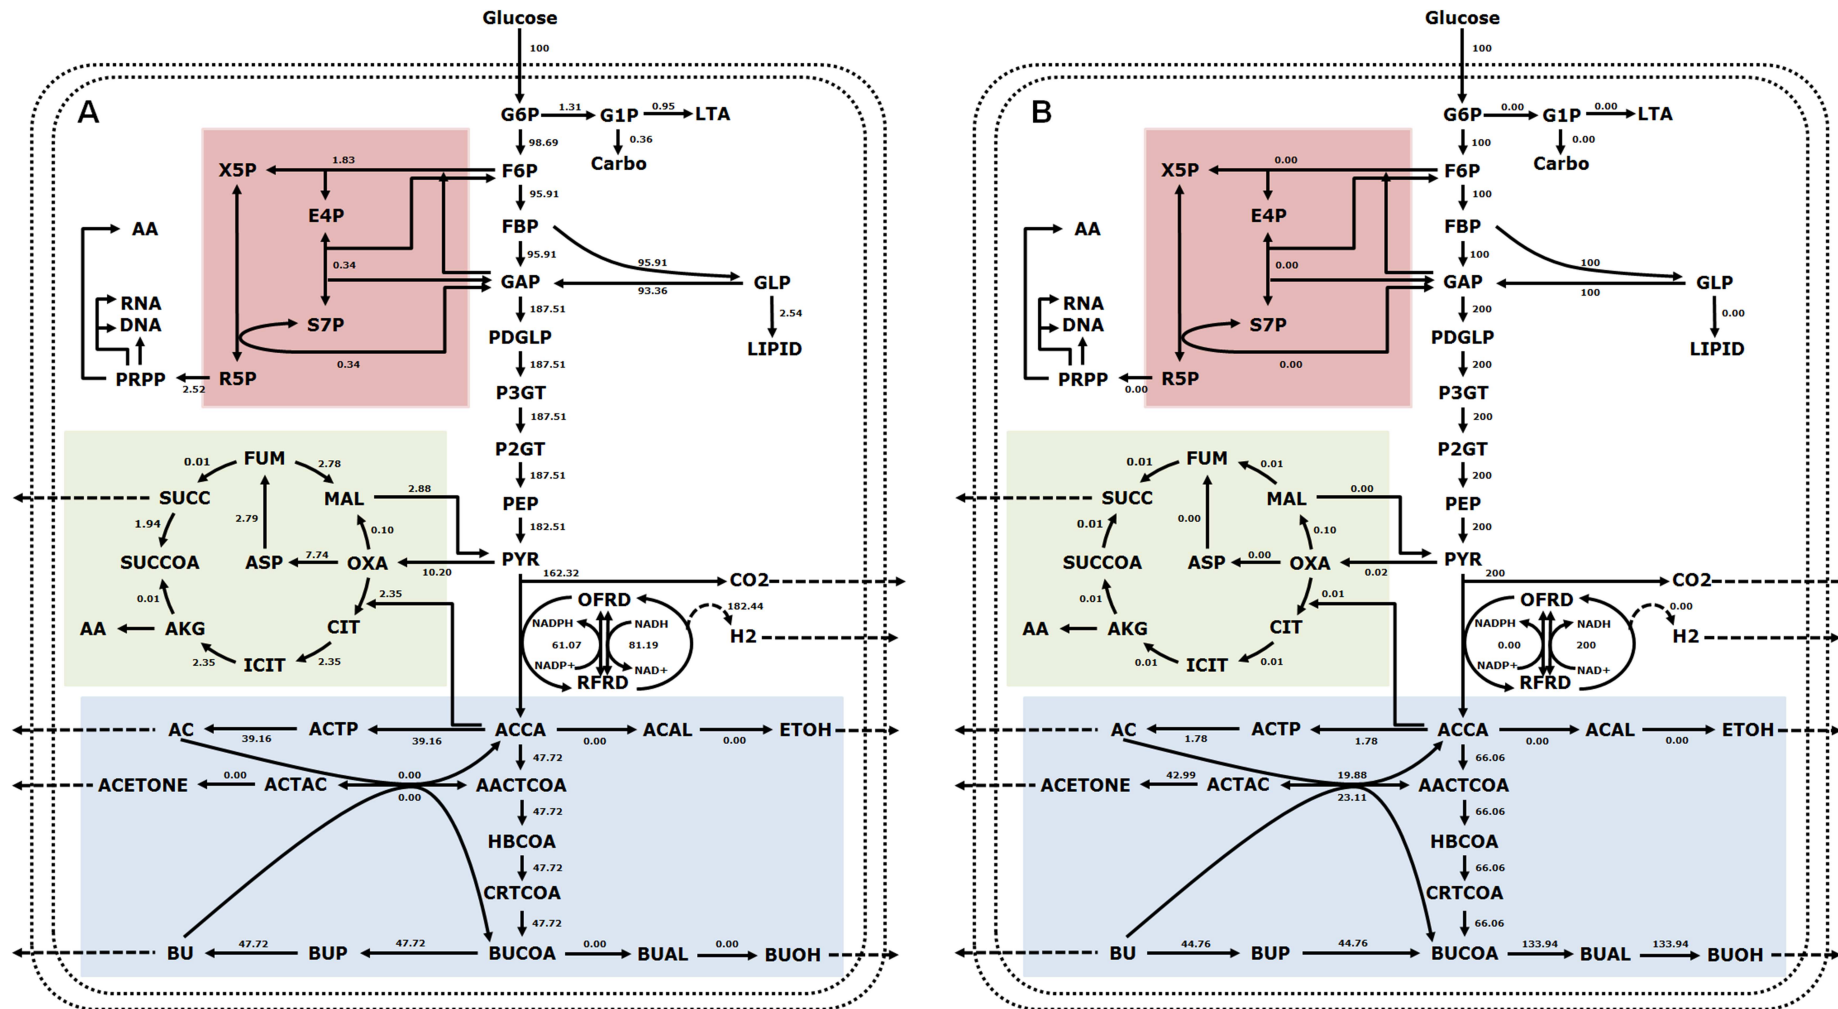 Glucose
100
A
G6P 1.31 G1P 0.95 LTA
98.69 0.36
Carbo
X5P 1.83 F6P
95.91
E4P
AA FBP
0.34 95.91 95.91
GAP 93.36 GLP
RNA 187.51 2.54
DNA S7P
PDGLP LIPID
0.34 187.51
PRPP 2.52 R5P
P3GT
187.51
P2GT
0.01 FUM 2.78 187.51
SUCC MAL 2.88 PEP
1.94 2.79 0.10 182.51
SUCCOA ASP 7.74 OXA 10.20 PYR
162.32 CO2
0.01 2.35 OFRD 182.44
NADPH NADH
AA AKG CIT H2
61.07 81.19
2.35 ICIT 2.35 NADP+ NAD+
RFRD
AC 39.16 ACTP 39.16 ACCA 0.00 ACAL 0.00 ETOH
47.72
ACETONE 0.00 ACTAC 0.00 AACTCOA
0.00
47.72
HBCOA
47.72
CRTCOA
47.72
BU 47.72 BUP 47.72 BUCOA 0.00 BUAL 0.00 BUOH
Glucose
100
B
G6P 0.00 G1P 0.00 LTA
100 0.00
Carbo
X5P 0.00 F6P
100
E4P
AA FBP
0.00 100 100
GAP 100 GLP
RNA 200 0.00
DNA S7P
PDGLP LIPID
0.00 200
PRPP 0.00 R5P
P3GT
200
P2GT
0.01 FUM 0.01 200
SUCC MAL 0.00 PEP
0.01 0.00 0.10 200
SUCCOA ASP 0.00 OXA 0.02 PYR
200 CO2
0.01 0.01 OFRD 0.00
NADPH NADH
AA AKG CIT H2
0.00 200
0.01 ICIT 0.01 NADP+ NAD+
RFRD
AC 1.78 ACTP 1.78 ACCA 0.00 ACAL 0.00 ETOH
66.06
ACETONE 42.99 ACTAC 19.88 AACTCOA
23.11
66.06
HBCOA
66.06
CRTCOA
66.06
BU 44.76 BUP 44.76 BUCOA 133.94 BUAL 133.94 BUOH